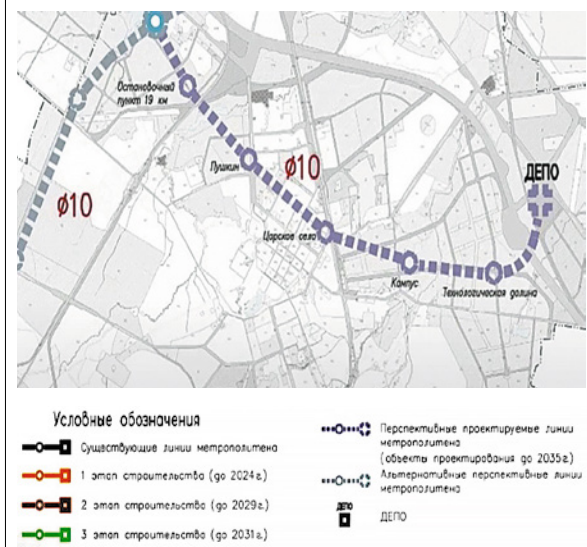 Остановочный
пункт 19 км
Пушкин
ø10
ø10
ДЕПО
Царское село
Кампус
Технологическая долина
Условные обозначения
Существующие линии метрополитена
1 этап строительства (до 2024г.)
2 этап строительства (до 2029г.)
3 этап строительства (до 2031г.)
Перспективные проектируемые линии
метрополитена
(объекты проектирования до 2035г.)
Альтернативные перспективные линии
метрополитена
ДЕПО
ДЕПО